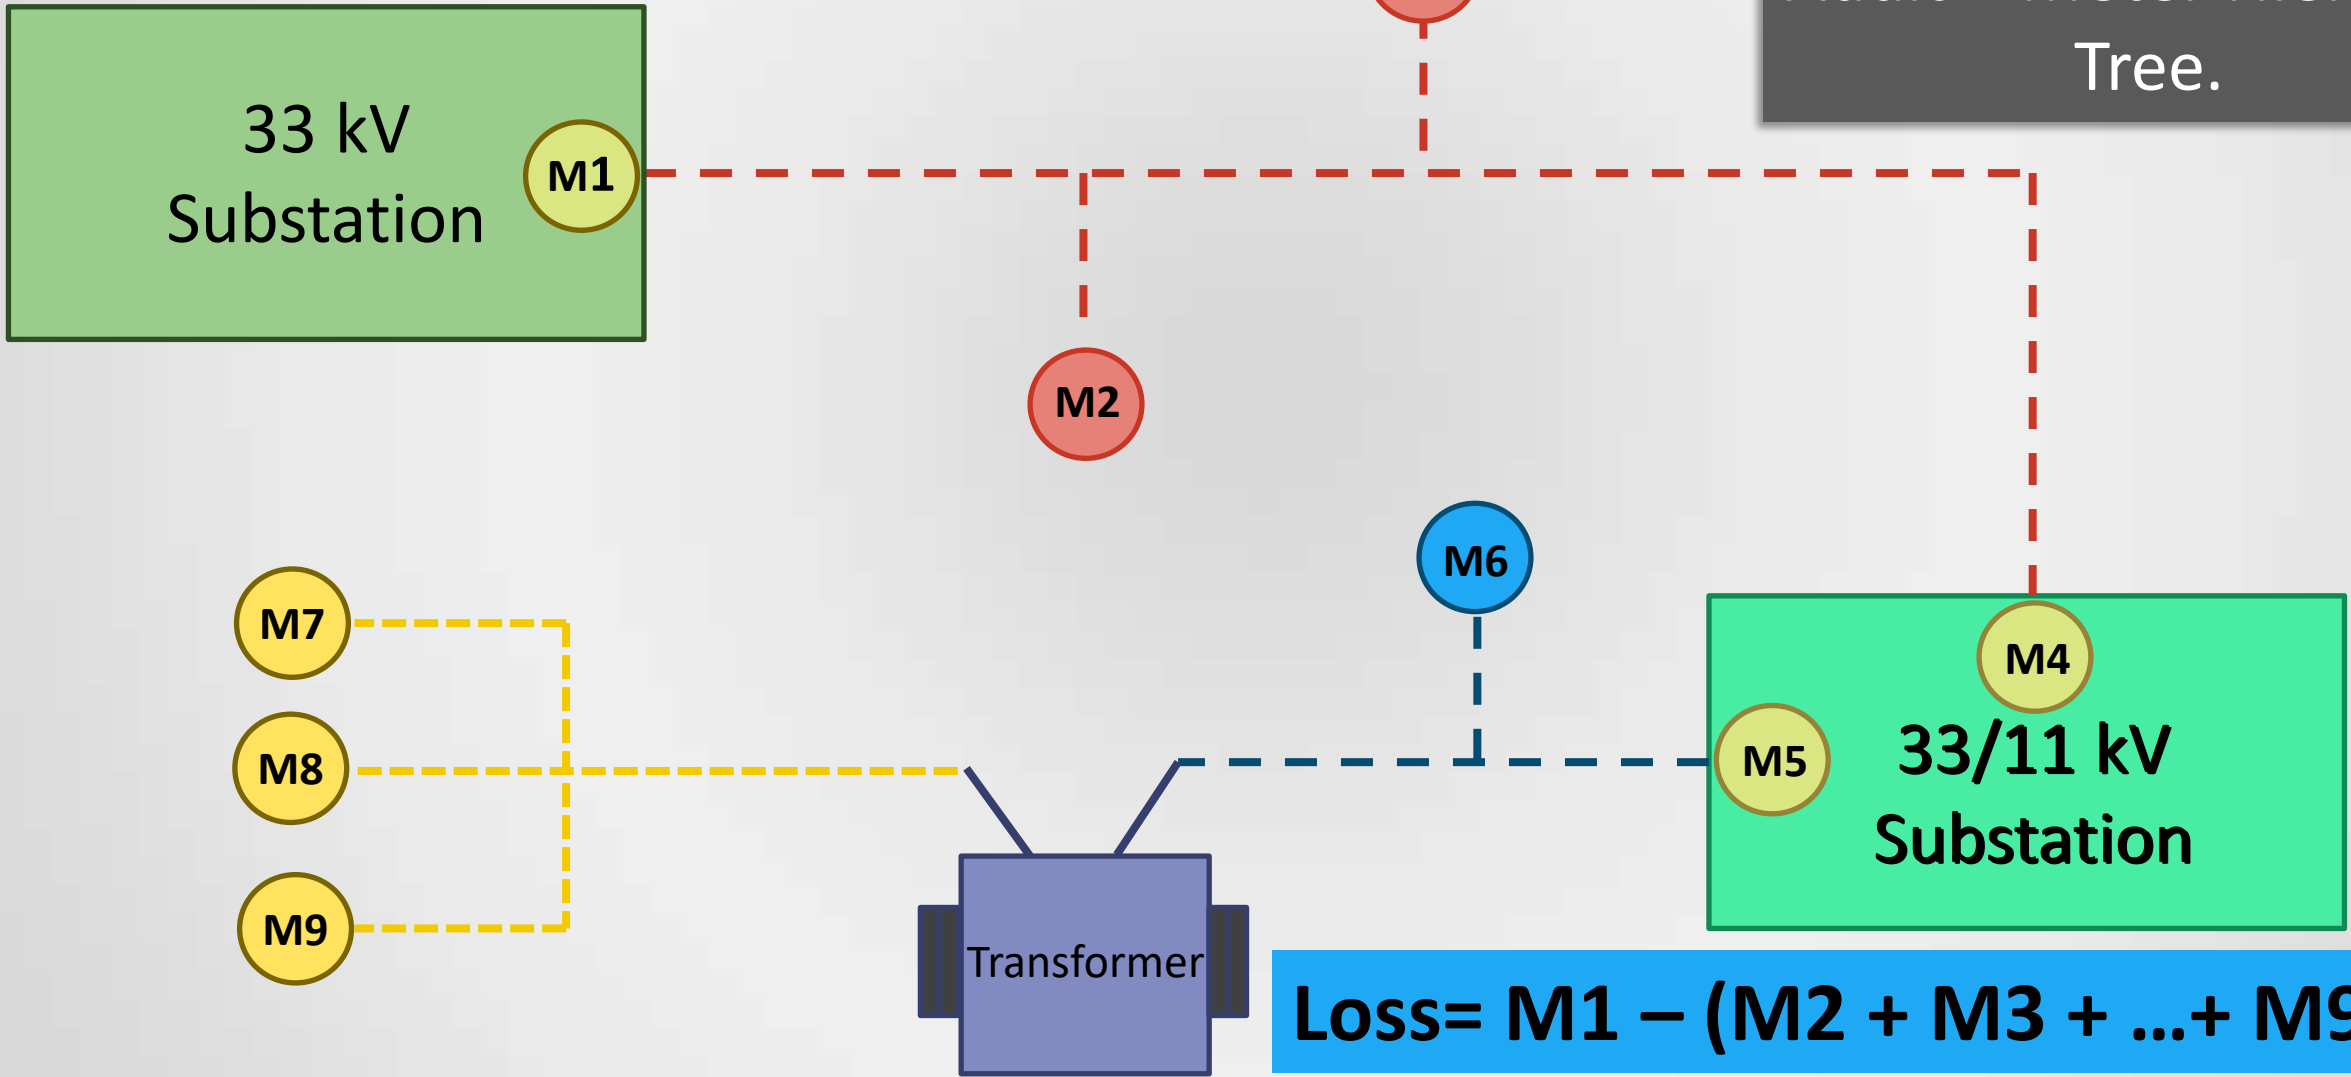 Tree.
33 kV
Substation
M1
M2
M6
M7
M8
M9
M4
M5
33/11 kV
Substation
Transformer
Loss= M1 – (M2 + M3 + ...+ M9